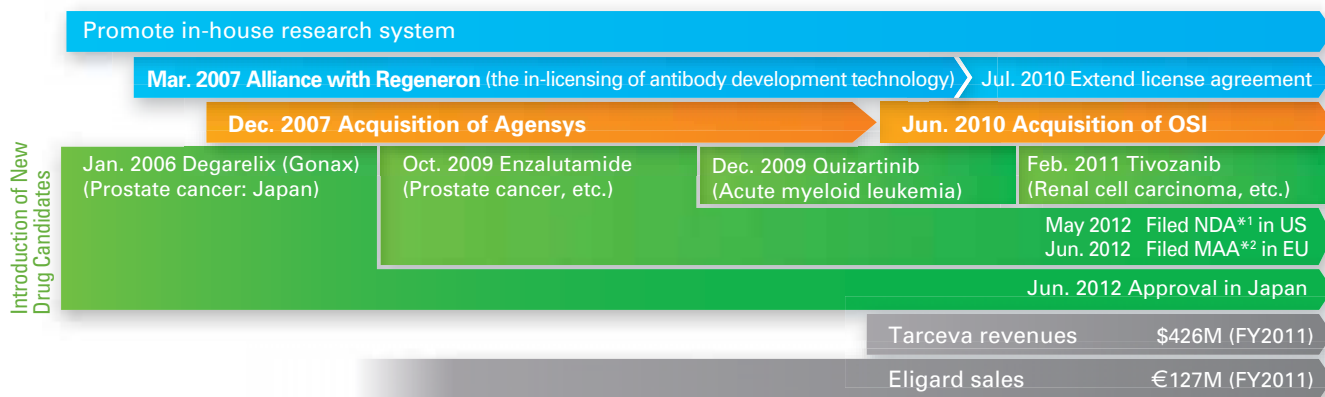 Promote in-house research system
Mar. 2007 Alliance with Regeneron (the in-licensing of antibody development technology)
Jul. 2010 Extend license agreement
Dec. 2007 Acquisition of Agensys
Jun. 2010 Acquisition of OSI
Introduction of New
Drug Candidates
Jan. 2006 Degarelix (Gonax)
(Prostate cancer: Japan)
Oct. 2009 Enzalutamide
(Prostate cancer, etc.)
Dec. 2009 Quizartinib
(Acute myeloid leukemia)
Feb. 2011 Tivozanib
(Renal cell carcinoma, etc.)
May 2012 Filed NDA*1 in US
Jun. 2012 Filed MAA*2 in EU
Jun. 2012 Approval in Japan
Tarceva revenues $426M (FY2011)
Eligard sales €127M (FY2011)